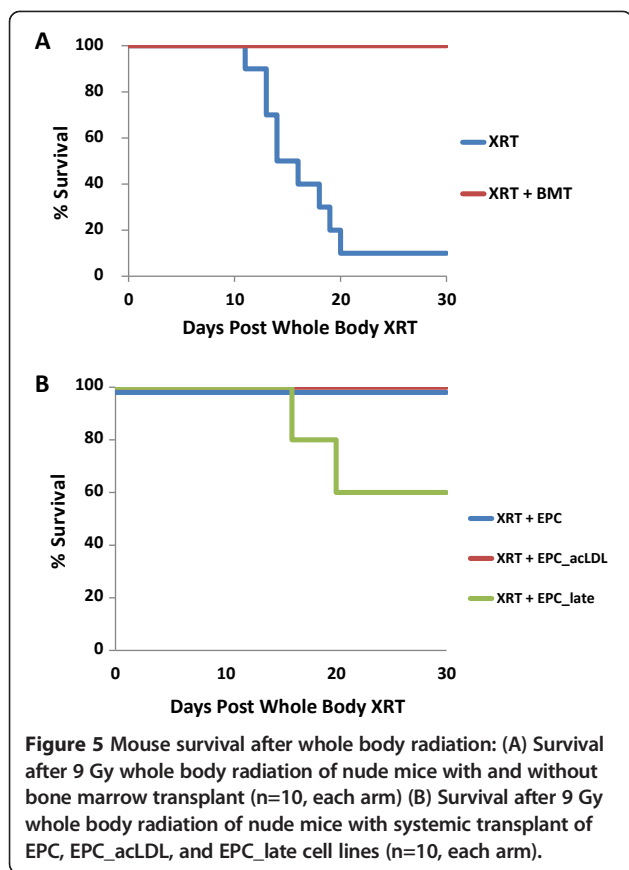 A
100
80
60
40
20
0
% Survival
0 10 20 30
Days Post Whole Body XRT
XRT
XRT + BMT
B
100
80
60
40
20
0
% Survival
0 10 20 30
Days Post Whole Body XRT
XRT + EPC
XRT + EPC_acLDL
XRT + EPC_late
Figure 5 Mouse survival after whole body radiation: (A) Survival
after 9 Gy whole body radiation of nude mice with and without
bone marrow transplant (n=10, each arm) (B) Survival after 9 Gy
whole body radiation of nude mice with systemic transplant of
EPC, EPC_acLDL, and EPC_late cell lines (n=10, each arm).